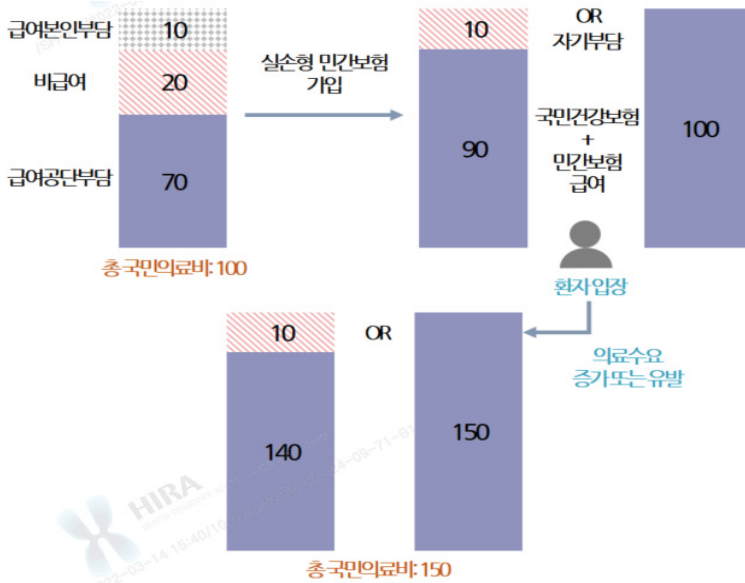 급여본인부담
10
비급여
20
급여공단부담
70
총 국민의료비: 100
실손형 민간보험
가입
10
90
OR
자기부담
국민건강보험
+
민간보험
급여
100
환자 입장
의료수요
증가 또는 유발
10
140
OR
150
총 국민의료비: 150
HIRA